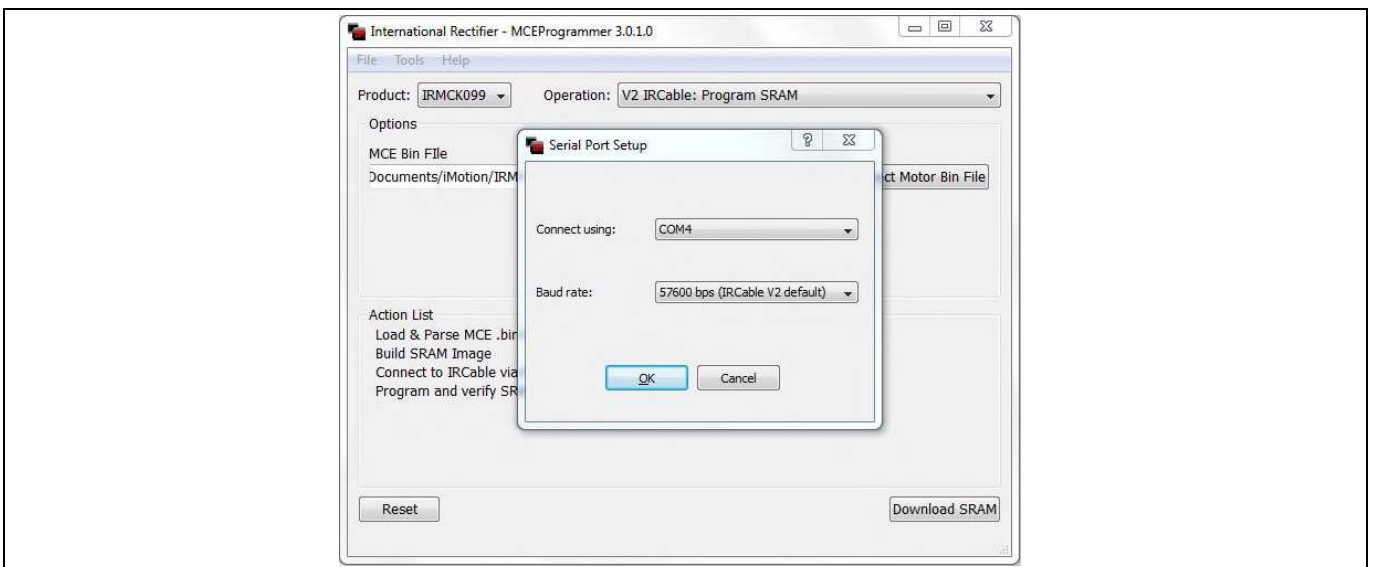 International Rectifier - MCEProgrammer 3.0.1.0
File Tools Help
Product: IRMCK099 Operation: V2 IRCable: Program SRAM
Options
MCE Bin FIle
Documents/iMotion/IRM ct Motor Bin File
Serial Port Setup
Connect using: COM4
Baud rate: 57600 bps (IRCable V2 default)
OK Cancel
Action List
Load & Parse MCE .bin
Build SRAM Image
Connect to IRCable via
Program and verify SR
Reset Download SRAM